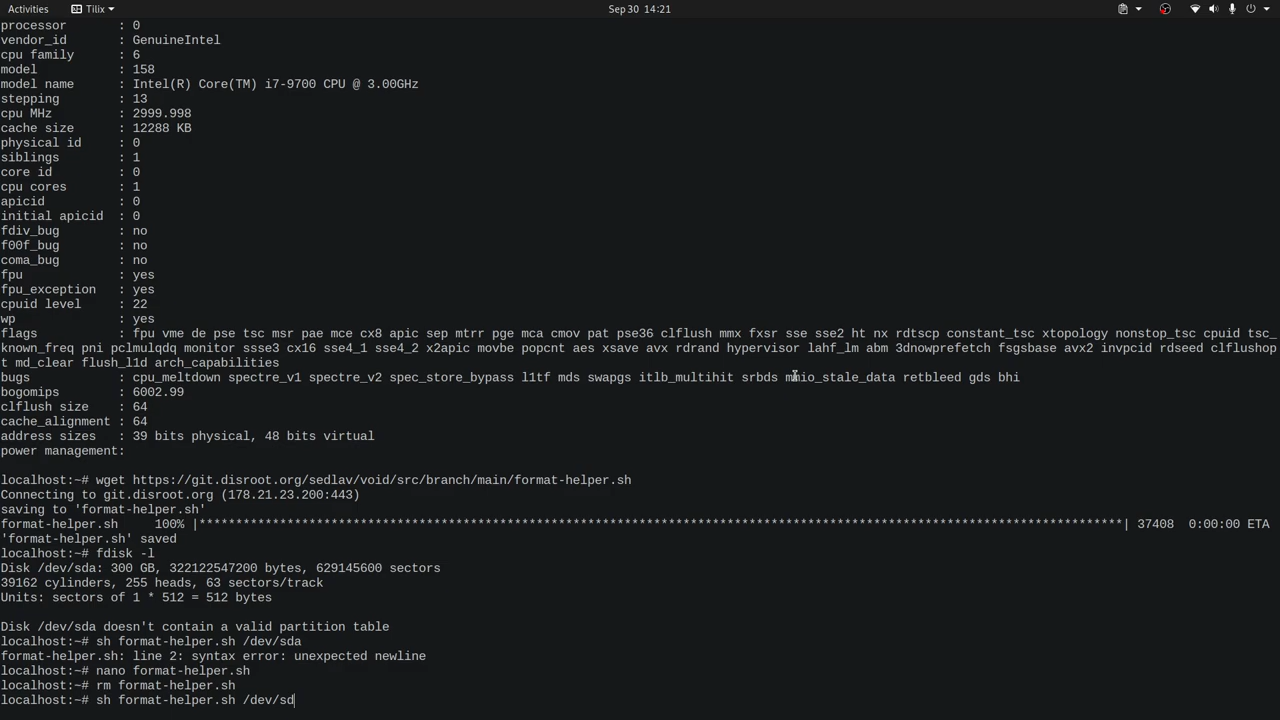 Activities Tilix Sep 30 14:21
processor : 0
vendor_id : GenuineIntel
cpu family : 6
model : 158
model name : Intel(R) Core(TM) i7-9700 CPU @ 3.00GHz
stepping : 13
cpu MHz : 2999.998
cache size : 12288 KB
physical id : 0
siblings : 1
core id : 0
cpu cores : 1
apicid : 0
initial apicid : 0
fdiv_bug : no
f00f_bug : no
coma_bug : no
fpu : yes
fpu_exception : yes
cpuid level : 22
wp : yes
flags : fpu vme de pse tsc msr pae mce cx8 apic sep mtrr pge mca cmov pat pse36 clflush mmx fxsr sse sse2 ht nx rdtscp constant_tsc xtopology nonstop_tsc cpuid tsc_
known_freq pni pclmulqdq monitor ssse3 cx16 sse4_1 sse4_2 x2apic movbe popcnt aes xsave avx rdrand hypervisor lahf_lm abm 3dnowprefetch fsgsbase avx2 invpcid rdseed clflushop
t md_clear flush_l1d arch_capabilities
bugs : cpu_meltdown spectre_v1 spectre_v2 spec_store_bypass l1tf mds swapgs itlb_multihit srbds mmio_stale_data retbleed gds bhi
bogomips : 6002.99
clflush size : 64
cache_alignment : 64
address sizes : 39 bits physical, 48 bits virtual
power management:
localhost:~# wget https://git.disroot.org/sedlav/void/src/branch/main/format-helper.sh
Connecting to git.disroot.org (178.21.23.200:443)
saving to 'format-helper.sh'
format-helper.sh 100% |******************************************************************************************************************************| 37408 0:00:00 ETA
'format-helper.sh' saved
localhost:~# fdisk -l
Disk /dev/sda: 300 GB, 322122547200 bytes, 629145600 sectors
39162 cylinders, 255 heads, 63 sectors/track
Units: sectors of 1 * 512 = 512 bytes
Disk /dev/sda doesn't contain a valid partition table
localhost:~# sh format-helper.sh /dev/sda
format-helper.sh: line 2: syntax error: unexpected newline
localhost:~# nano format-helper.sh
localhost:~# rm format-helper.sh
localhost:~# sh format-helper.sh /dev/sd